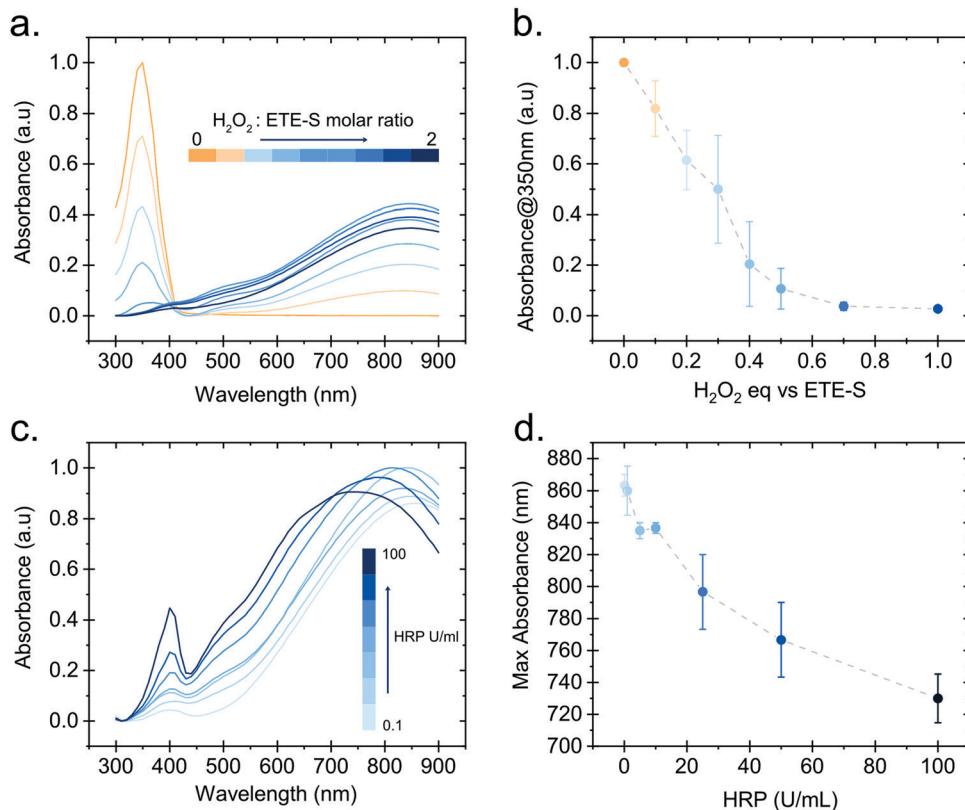 a.
1.0
0.8
0.6
0.4
0.2
0.0
Absorbance (a.u)
H₂O₂ : ETE-S molar ratio
0 2
300 400 500 600 700 800 900
Wavelength (nm)
b.
1.0
0.8
0.6
0.4
0.2
0.0
Absorbance@350nm (a.u)
0.0 0.2 0.4 0.6 0.8 1.0
H₂O₂ eq vs ETE-S
c.
1.0
0.8
0.6
0.4
0.2
0.0
Absorbance (a.u)
100
HRP U/ml
0.1
300 400 500 600 700 800 900
Wavelength (nm)
d.
880
860
840
820
800
780
760
740
720
700
Max Absorbance (nm)
0 20 40 60 80 100
HRP (U/mL)